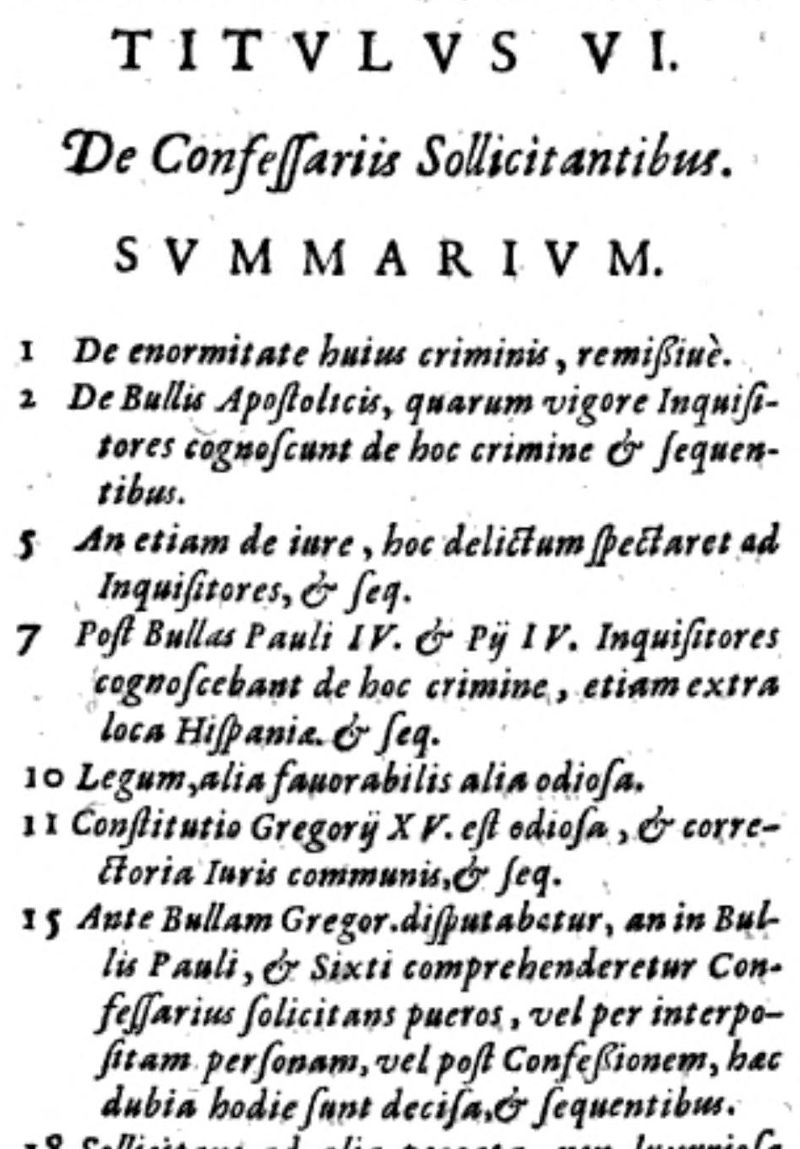 TITVLVS VI.
De Confessariis Sollicitantibus.
SVMMARIVM.
1 De enormitate huius criminis, remißiuè.
2 De Bullis Apostolicis, quarum vigore Inquisi-
tores cognoscunt de hoc crimine & sequen-
tibus.
5 An etiam de iure, hoc delictum spectaret ad
Inquisitores, & seq.
7 Post Bullas Pauli IV. & Pij IV. Inquisitores
cognoscebant de hoc crimine, etiam extra
loca Hispaniæ. & seq.
10 Legum, alia fauorabilis alia odiosa.
11 Constitutio Gregorij XV. est odiosa, & corre-
ctoria Iuris communis, & seq.
15 Ante Bullam Gregor. disputabatur, an in Bul-
lis Pauli, & Sixti comprehenderetur Con-
fessarius solicitans pueros, vel per interpo-
sitam personam, vel post Confeßionem, hæc
dubia hodie sunt decisa, & sequentibus.
18